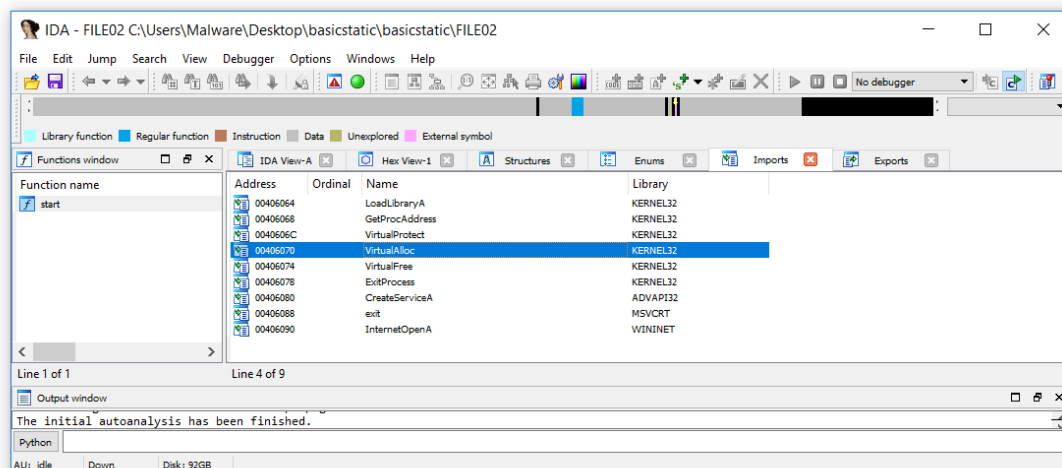 IDA - FILE02 C:\Users\Malware\Desktop\basicstatic\basicstatic\FILE02
File Edit Jump Search View Debugger Options Windows Help
No debugger
Library function Regular function Instruction Data Unexplored External symbol
Functions window
IDA View-A Hex View-1 Structures Enums Imports Exports
Function name
start
Line 1 of 1
Address Ordinal Name Library
00406064 LoadLibraryA KERNEL32
00406068 GetProcAddress KERNEL32
0040606C VirtualProtect KERNEL32
00406070 VirtualAlloc KERNEL32
00406074 VirtualFree KERNEL32
00406078 ExitProcess KERNEL32
00406080 CreateServiceA ADVAPI32
00406088 exit MSVCRT
00406090 InternetOpenA WININET
Line 4 of 9
Output window
The initial autoanalysis has been finished.
Python
AU: idle Down Disk: 92GB